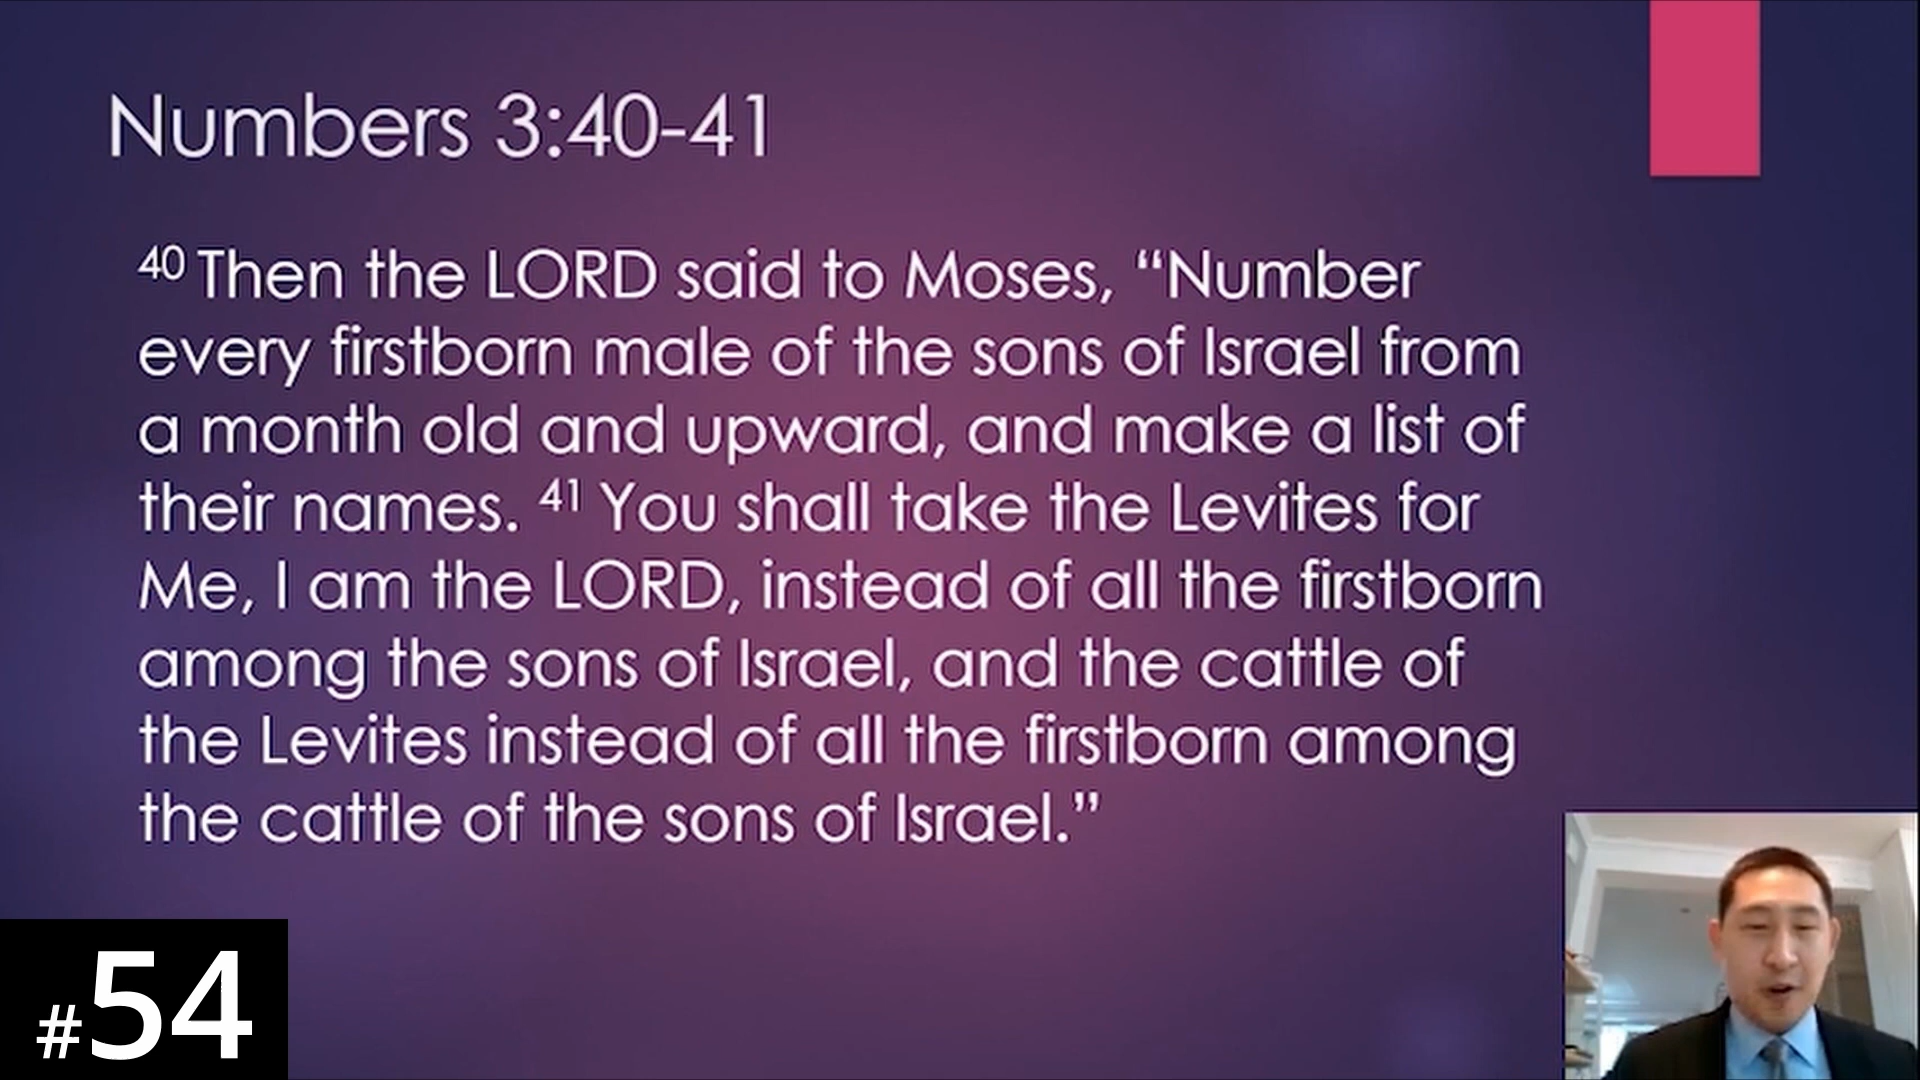 Numbers 3:40-41
40 Then the LORD said to Moses, “Number
every firstborn male of the sons of Israel from
a month old and upward, and make a list of
their names. 41 You shall take the Levites for
Me, I am the LORD, instead of all the firstborn
among the sons of Israel, and the cattle of
the Levites instead of all the firstborn among
the cattle of the sons of Israel.”
#54